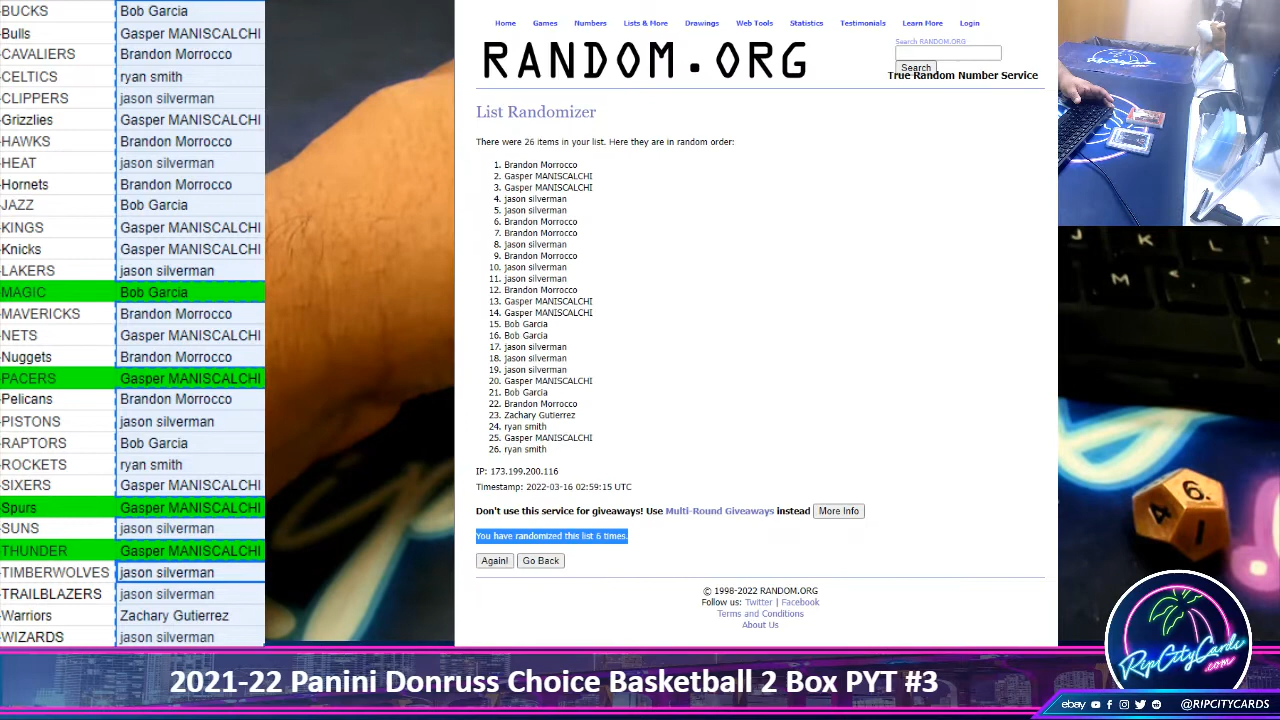 BUCKS Bob Garcia
-Bulls Gasper MANISCALCHI
-CAVALIERS Brandon Morrocco
-CELTICS ryan smith
-CLIPPERS jason silverman
-Grizzlies Gasper MANISCALCHI
-HAWKS Brandon Morrocco
-HEAT jason silverman
-Hornets Brandon Morrocco
-JAZZ Bob Garcia
-KINGS Gasper MANISCALCHI
-Knicks Gasper MANISCALCHI
-LAKERS jason silverman
-MAGIC Bob Garcia
-MAVERICKS Brandon Morrocco
-NETS Gasper MANISCALCHI
-Nuggets Brandon Morrocco
-PACERS Gasper MANISCALCHI
-Pelicans Brandon Morrocco
-PISTONS jason silverman
-RAPTORS Bob Garcia
-ROCKETS ryan smith
-SIXERS Gasper MANISCALCHI
-Spurs Gasper MANISCALCHI
-SUNS jason silverman
-THUNDER Gasper MANISCALCHI
-TIMBERWOLVES jason silverman
-TRAILBLAZERS jason silverman
-Warriors Zachary Gutierrez
-WIZARDS jason silverman
Home Games Numbers Lists & More Drawings Web Tools Statistics Testimonials Learn More Login
RANDOM.ORG
Search RANDOM.ORG
Search
True Random Number Service
List Randomizer
There were 26 items in your list. Here they are in random order:
1. Brandon Morrocco
2. Gasper MANISCALCHI
3. Gasper MANISCALCHI
4. jason silverman
5. jason silverman
6. Brandon Morrocco
7. Brandon Morrocco
8. jason silverman
9. Brandon Morrocco
10. jason silverman
11. jason silverman
12. Brandon Morrocco
13. Gasper MANISCALCHI
14. Gasper MANISCALCHI
15. Bob Garcia
16. Bob Garcia
17. jason silverman
18. jason silverman
19. jason silverman
20. Gasper MANISCALCHI
21. Bob Garcia
22. Brandon Morrocco
23. Zachary Gutierrez
24. ryan smith
25. Gasper MANISCALCHI
26. ryan smith
IP: 173.199.200.116
Timestamp: 2022-03-16 02:59:15 UTC
Don't use this service for giveaways! Use Multi-Round Giveaways instead More Info
You have randomized this list 6 times.
Again! Go Back
© 1998-2022 RANDOM.ORG
Follow us: Twitter | Facebook
Terms and Conditions
About Us
K L
M
6.
4
1
RipCityCards
.com
2021-22 Panini Donruss Choice Basketball 2 Box PYT #3
ebay @RIPCITYCARDS